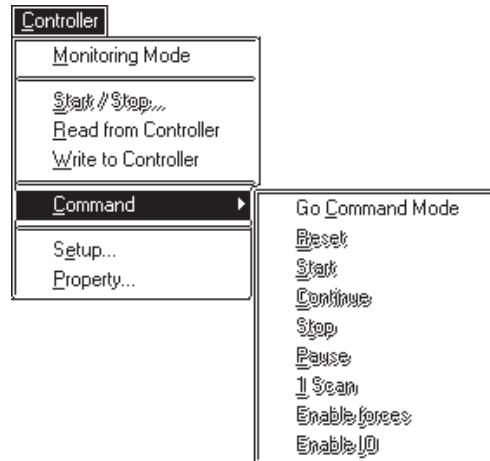 Controller
Monitoring Mode
Start / Stop...
Read from Controller
Write to Controller
Command
Setup...
Property...
Go Command Mode
Reset
Start
Continue
Stop
Pause
1 Scan
Enable forces
Enable I/O